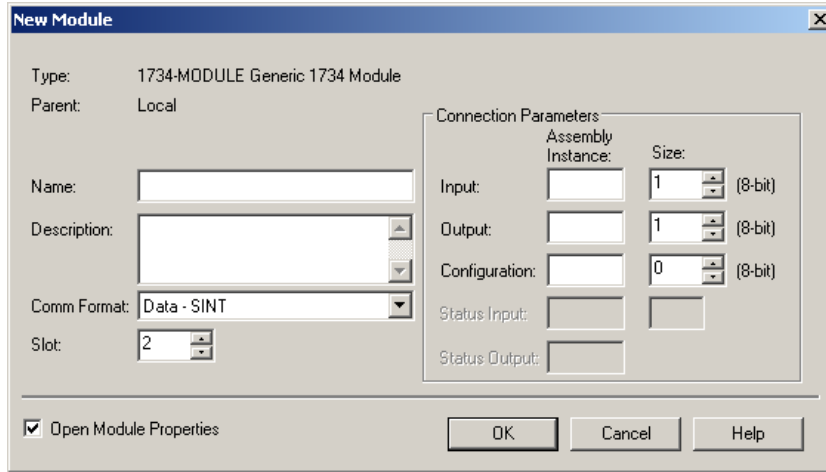 New Module
Type: 1734-MODULE Generic 1734 Module
Parent: Local
Connection Parameters
Assembly Instance: Size:
Name:
Input: 1 (8-bit)
Description:
Output: 1 (8-bit)
Configuration: 0 (8-bit)
Comm Format: Data - SINT
Status Input:
Slot: 2
Status Output:
Open Module Properties
OK Cancel Help